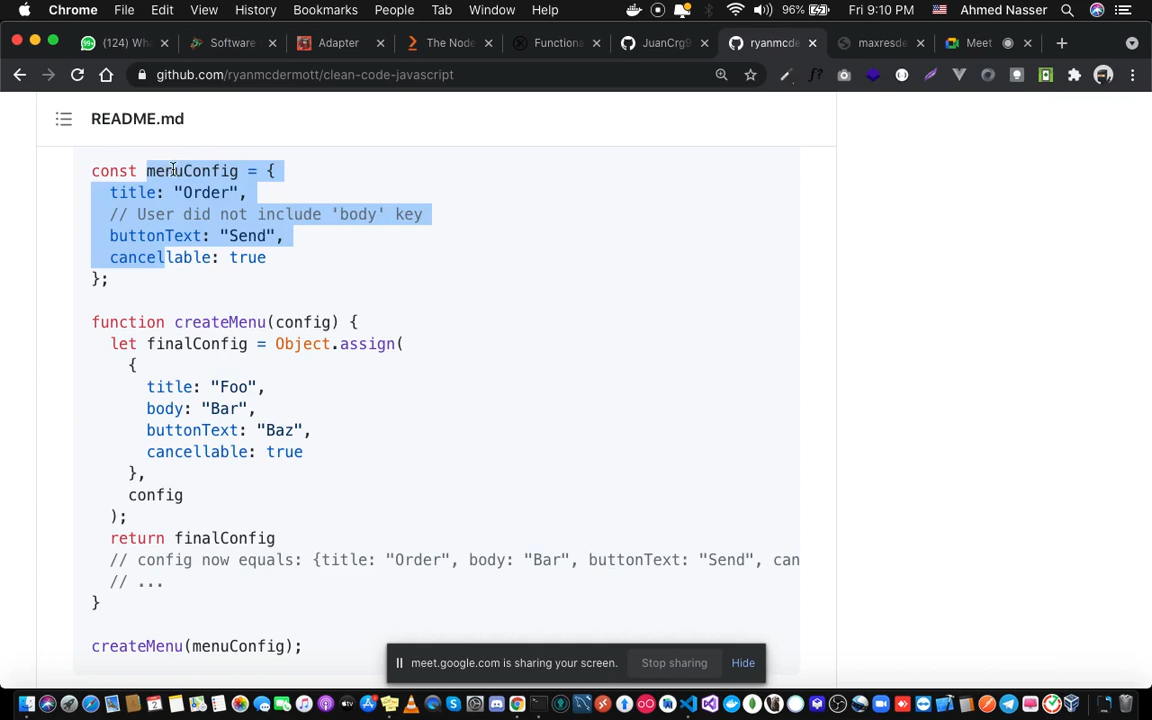 Chrome File Edit View History Bookmarks People Tab Window Help 96% Fri 9:10 PM Ahmed Nasser
(124) Wh Software Adapter The Node Functiona JuanCrg9 ryanmcde maxresde Meet
github.com/ryanmcdermott/clean-code-javascript
README.md
const menuConfig = {
title: "Order",
// User did not include 'body' key
buttonText: "Send",
cancellable: true
};
function createMenu(config) {
let finalConfig = Object.assign(
{
title: "Foo",
body: "Bar",
buttonText: "Baz",
cancellable: true
},
config
);
return finalConfig
// config now equals: {title: "Order", body: "Bar", buttonText: "Send", can
// ...
}
createMenu(menuConfig);
meet.google.com is sharing your screen. Stop sharing Hide